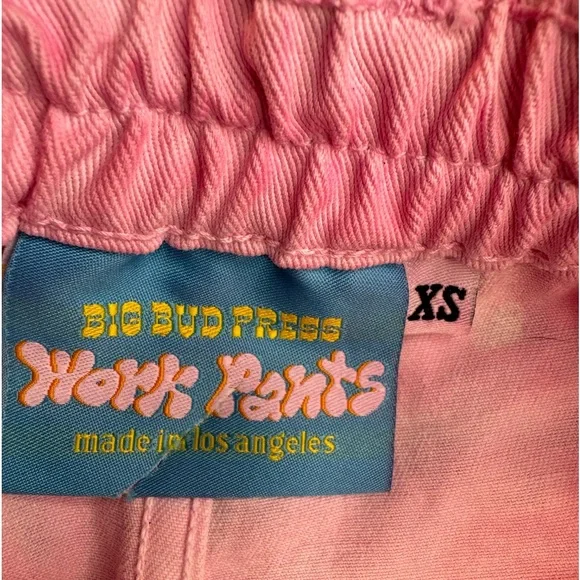 BIG BUD PRESS
Work Pants
made in los angeles
XS